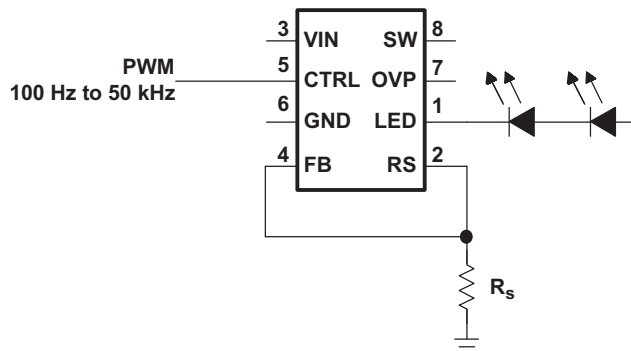 3 VIN SW 8
PWM
100 Hz to 50 kHz
5 CTRL OVP 7
6 GND LED 1
4 FB RS 2
Rs